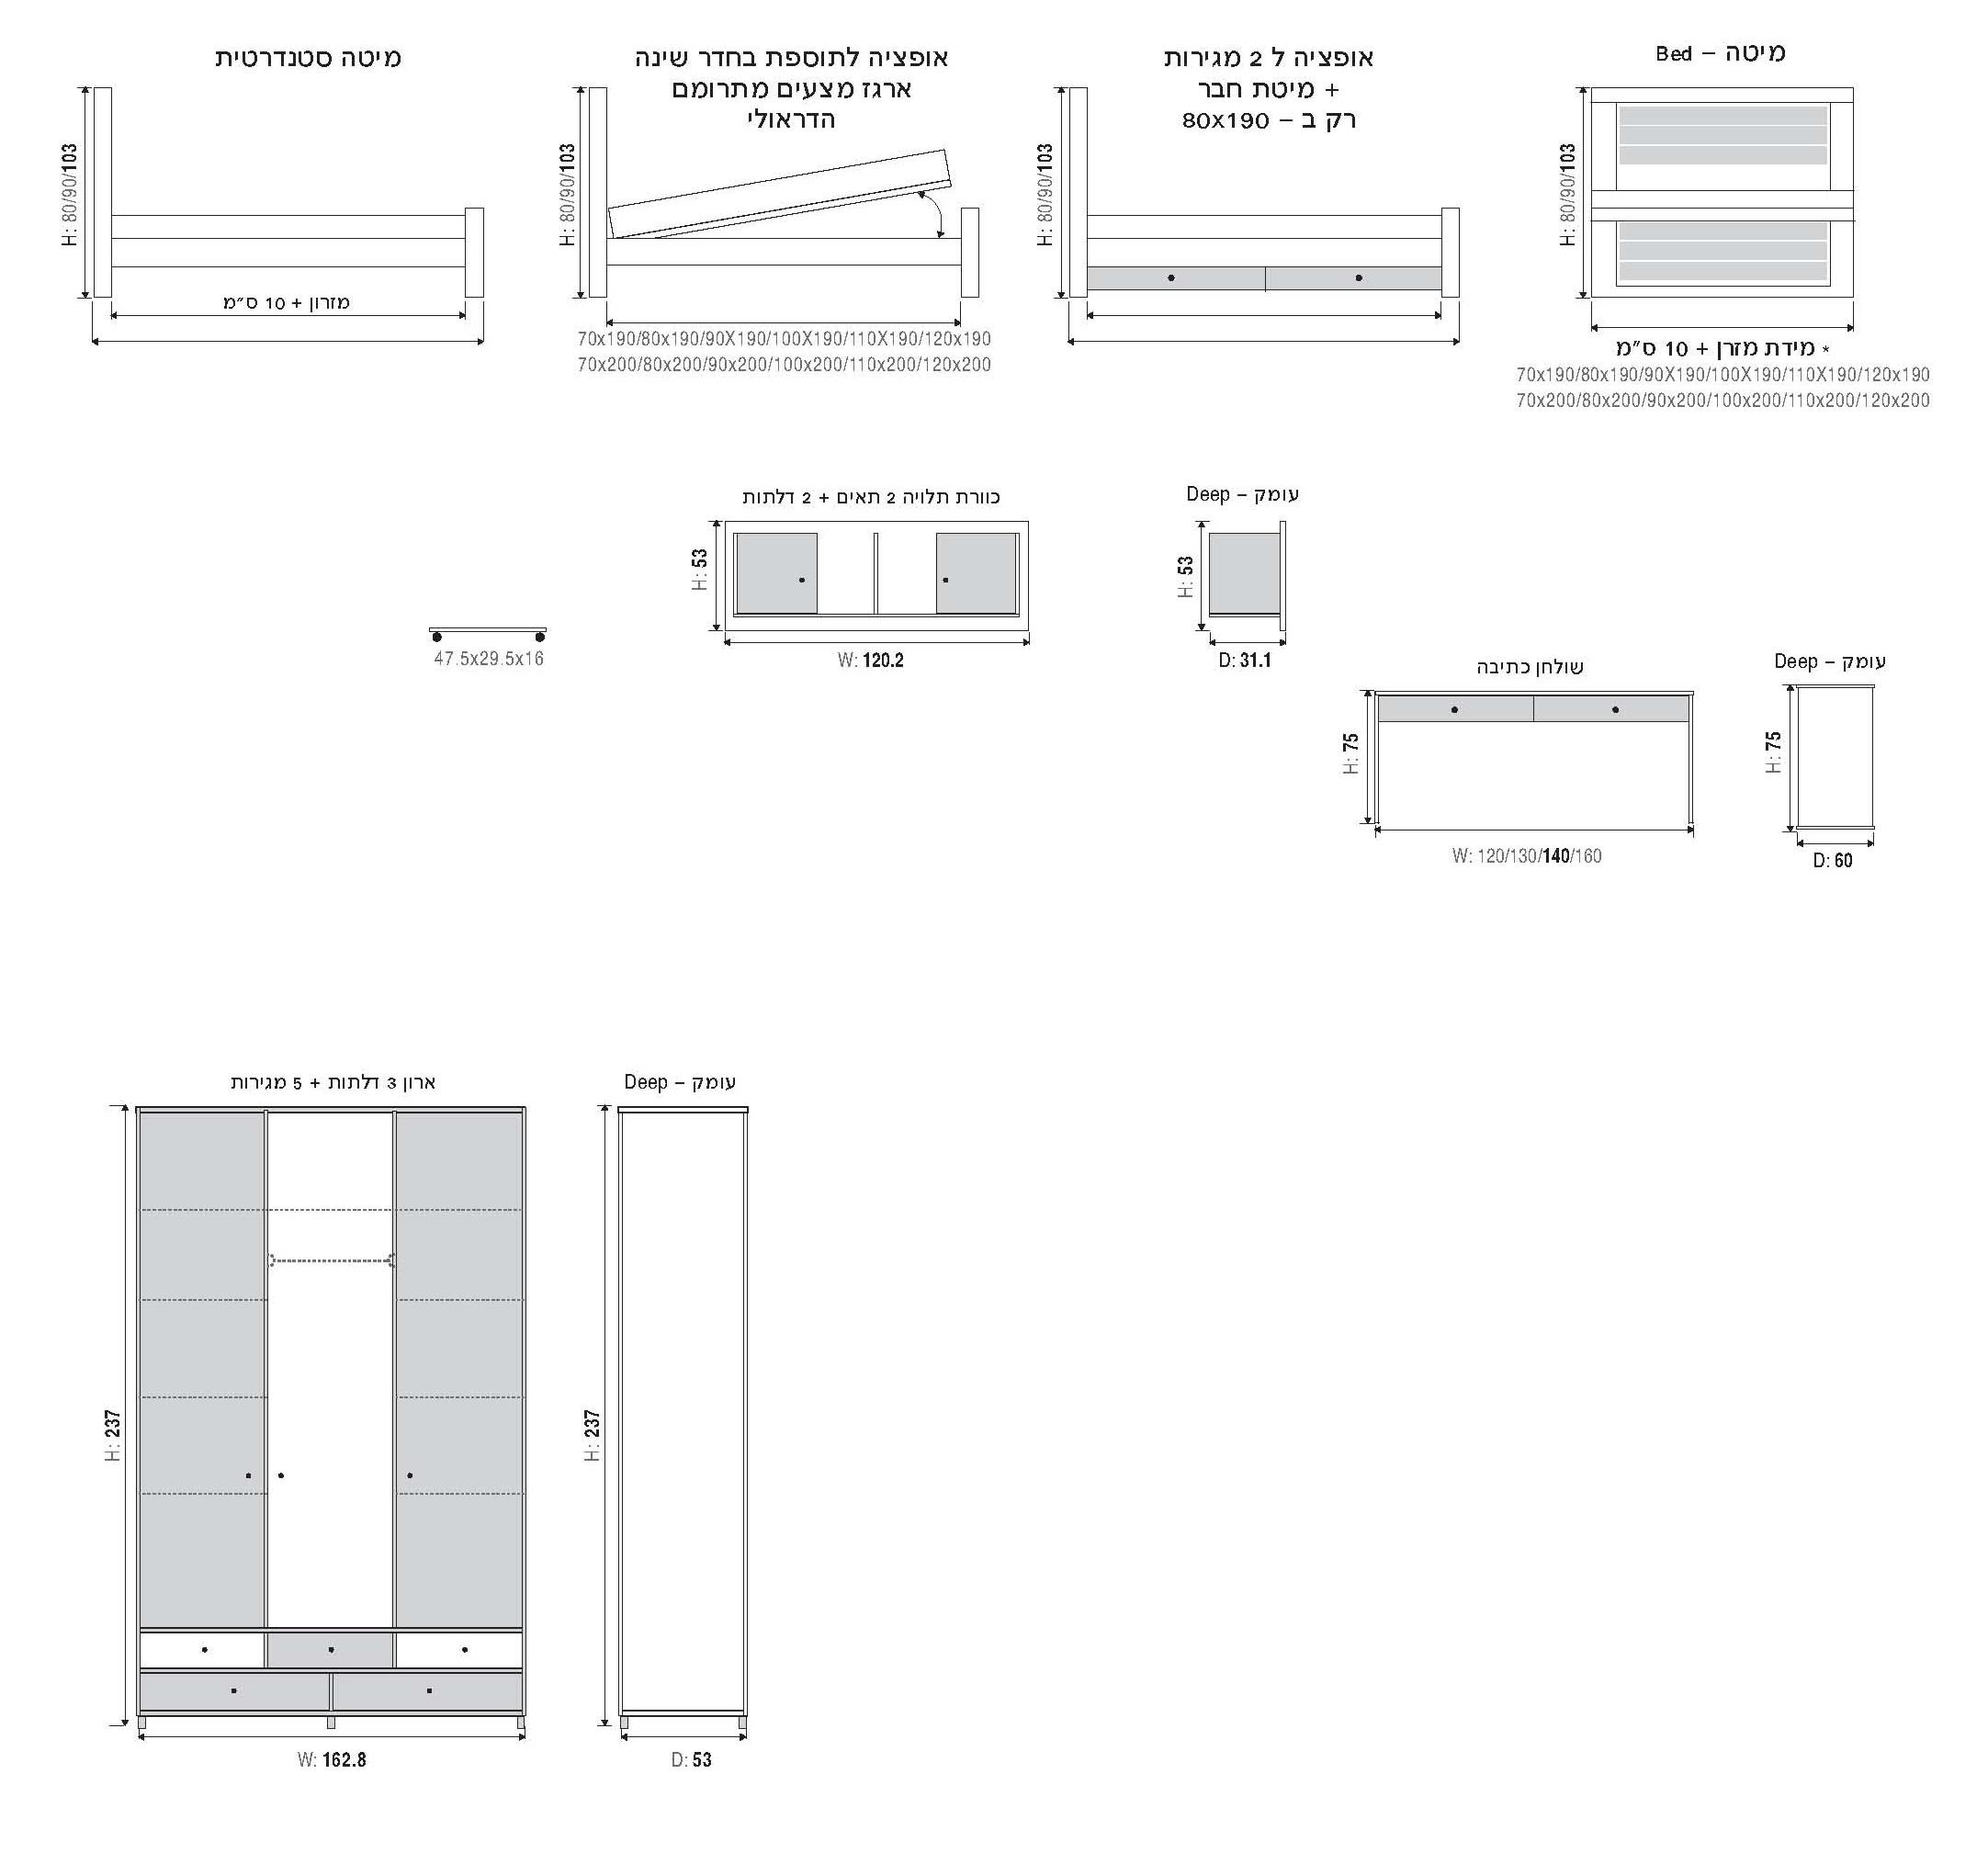 מיטה סטנדרטית
H: 80/90/103
מזרון + 10 ס"מ
אופציה לתוספת בחדר שינה
ארגז מצעים מתרומם
הדראולי
H: 80/90/103
70x190/80x190/90X190/100X190/110X190/120x190
70x200/80x200/90x200/100x200/110x200/120x200
אופציה ל 2 מגירות
+ מיטת חבר
רק ב – 80x190
H: 80/90/103
מיטה – Bed
H: 80/90/103
* מידת מזרן + 10 ס"מ
70x190/80x190/90X190/100X190/110X190/120x190
70x200/80x200/90x200/100x200/110x200/120x200
47.5x29.5x16
כוורת תלויה 2 תאים + 2 דלתות
H: 53
W: 120.2
עומק – Deep
H: 53
D: 31.1
שולחן כתיבה
H: 75
W: 120/130/140/160
עומק – Deep
H: 75
D: 60
ארון 3 דלתות + 5 מגירות
H: 237
W: 162.8
עומק – Deep
H: 237
D: 53